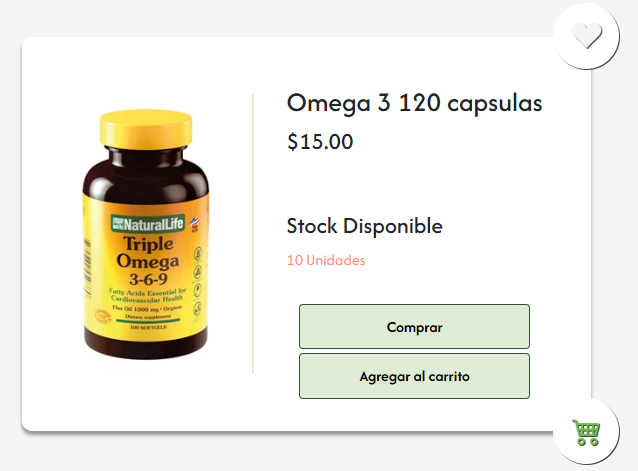 Omega 3 120 capsulas
$15.00
Stock Disponible
10 Unidades
Comprar
Agregar al carrito
NaturalLife
Triple
Omega
3-6-9
Fatty Acids Essential for
Cardiovascular Health
Flax Oil 1000 mg • Organic
Dietary supplement
100 SOFTGELS